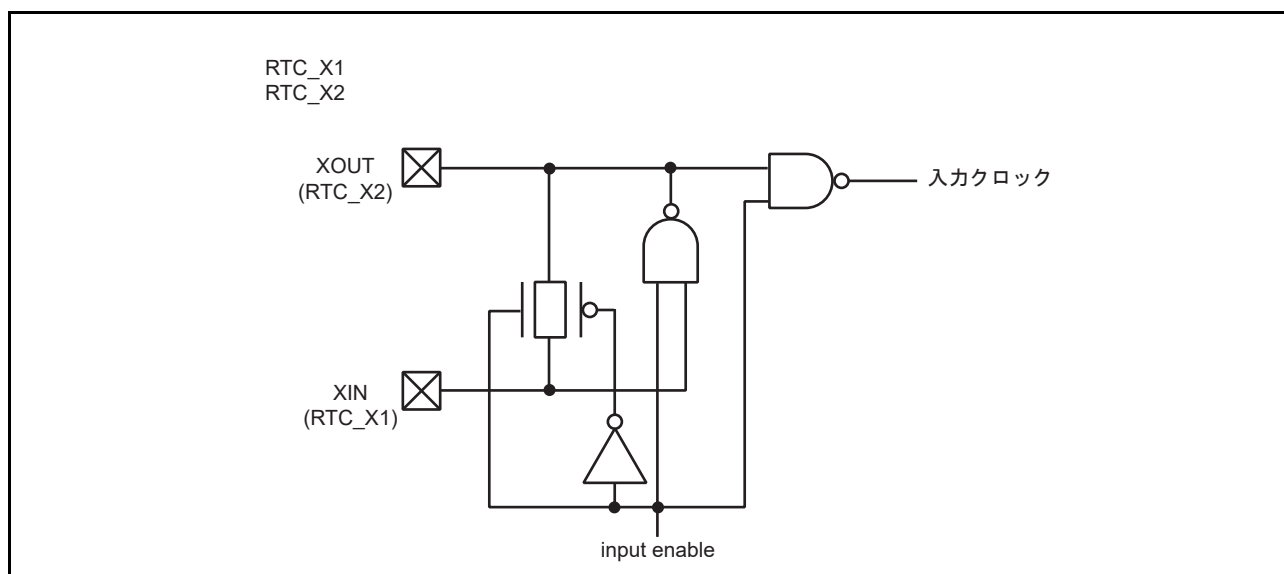 RTC_X1
RTC_X2
XOUT
(RTC_X2)
入力クロック
XIN
(RTC_X1)
input enable